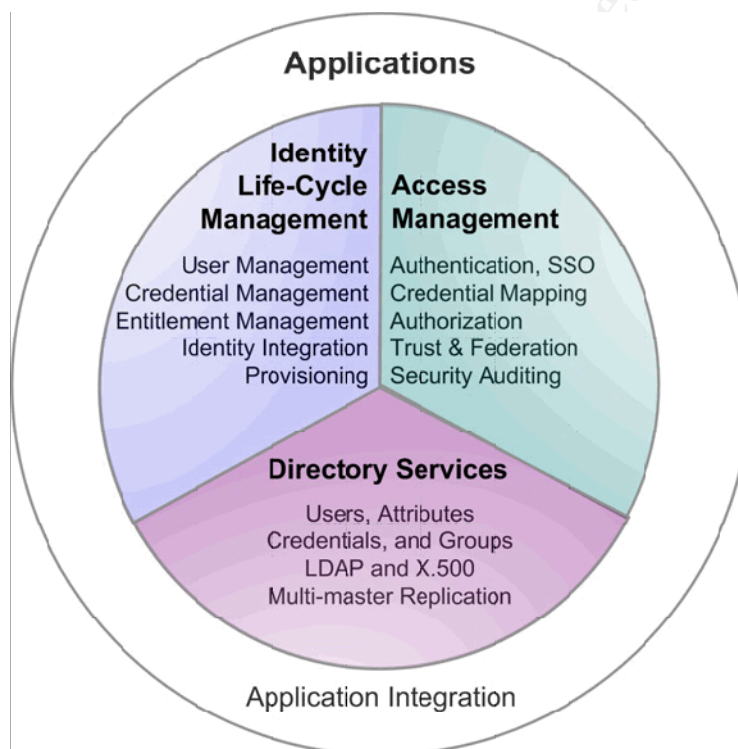 Applications
Identity
Life-Cycle
Management
User Management
Credential Management
Entitlement Management
Identity Integration
Provisioning
Access
Management
Authentication, SSO
Credential Mapping
Authorization
Trust & Federation
Security Auditing
Directory Services
Users, Attributes
Credentials, and Groups
LDAP and X.500
Multi-master Replication
Application Integration